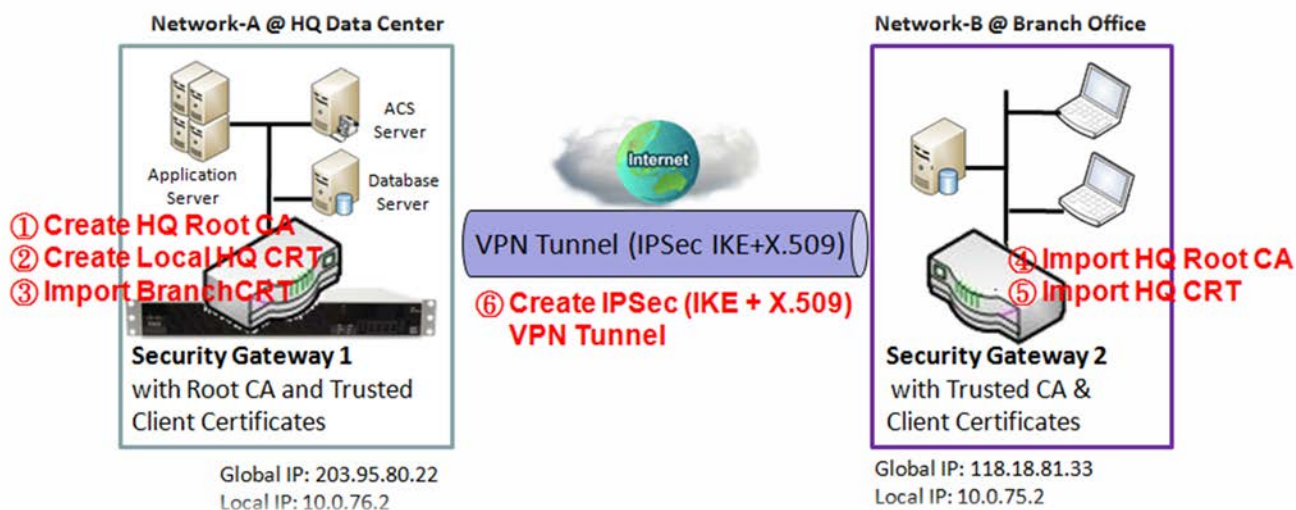 Network-A @ HQ Data Center
Application
Server
ACS
Server
Database
Server
① Create HQ Root CA
② Create Local HQ CRT
③ Import BranchCRT
Security Gateway 1
with Root CA and Trusted
Client Certificates
Global IP: 203.95.80.22
Local IP: 10.0.76.2
Internet
VPN Tunnel (IPSec IKE+X.509)
⑥ Create IPSec (IKE + X.509)
VPN Tunnel
Network-B @ Branch Office
④ Import HQ Root CA
⑤ Import HQ CRT
Security Gateway 2
with Trusted CA &
Client Certificates
Global IP: 118.18.81.33
Local IP: 10.0.75.2